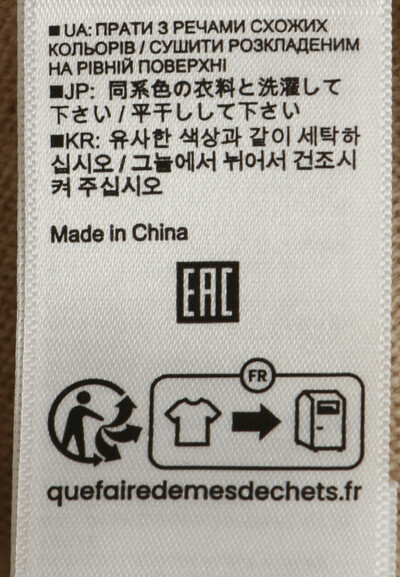 ■ UA: ПРАТИ З РЕЧАМИ СХОЖИХ
КОЛЬОРІВ / СУШИТИ РОЗКЛАДЕНИМ
НА РІВНІЙ ПОВЕРХНІ
■JP: 同系色の衣料と洗濯して
下さい / 平干しして下さい
■KR: 유사한 색상과 같이 세탁하
십시오 / 그늘에서 뉘어서 건조시
켜 주십시오
Made in China
EAC
FR
quefairedemesdechets.fr